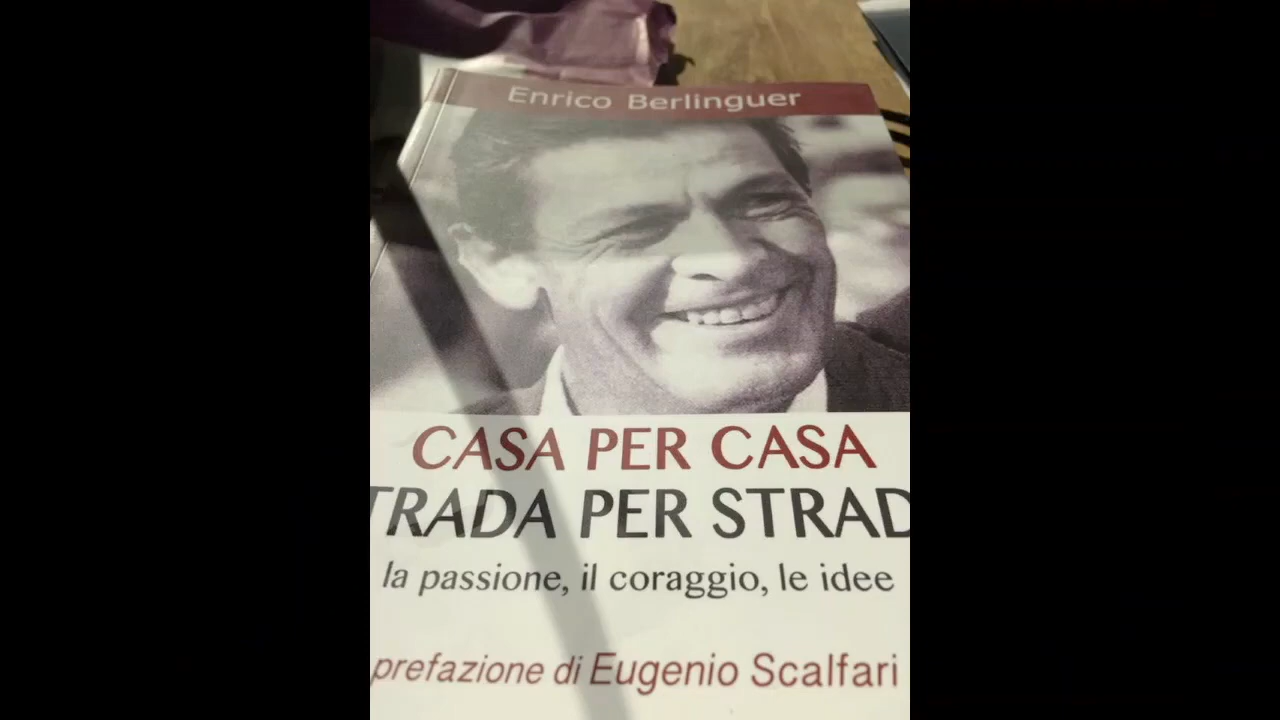 Enrico Berlinguer
CASA PER CASA
TRADA PER STRAD
la passione, il coraggio, le idee
prefazione di Eugenio Scalfari